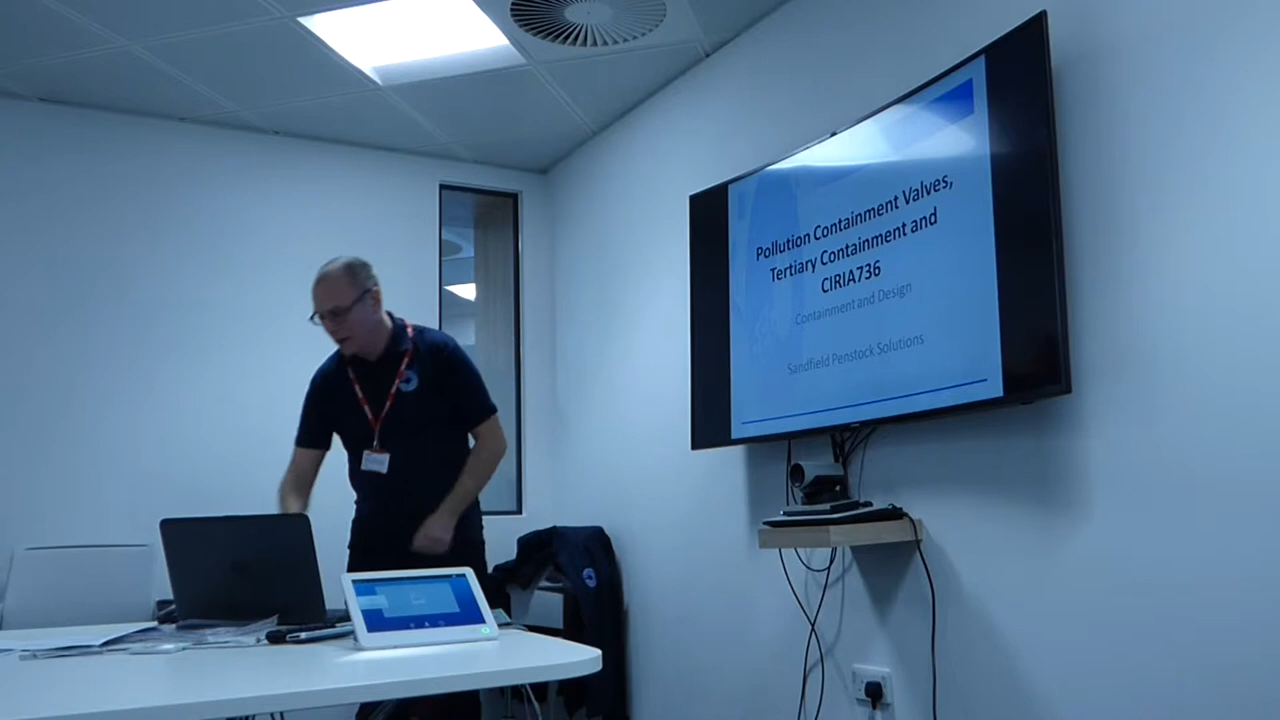 Pollution Containment Valves,
Tertiary Containment and
CIRIA736
Containment and Design
Sandfield Penstock Solutions